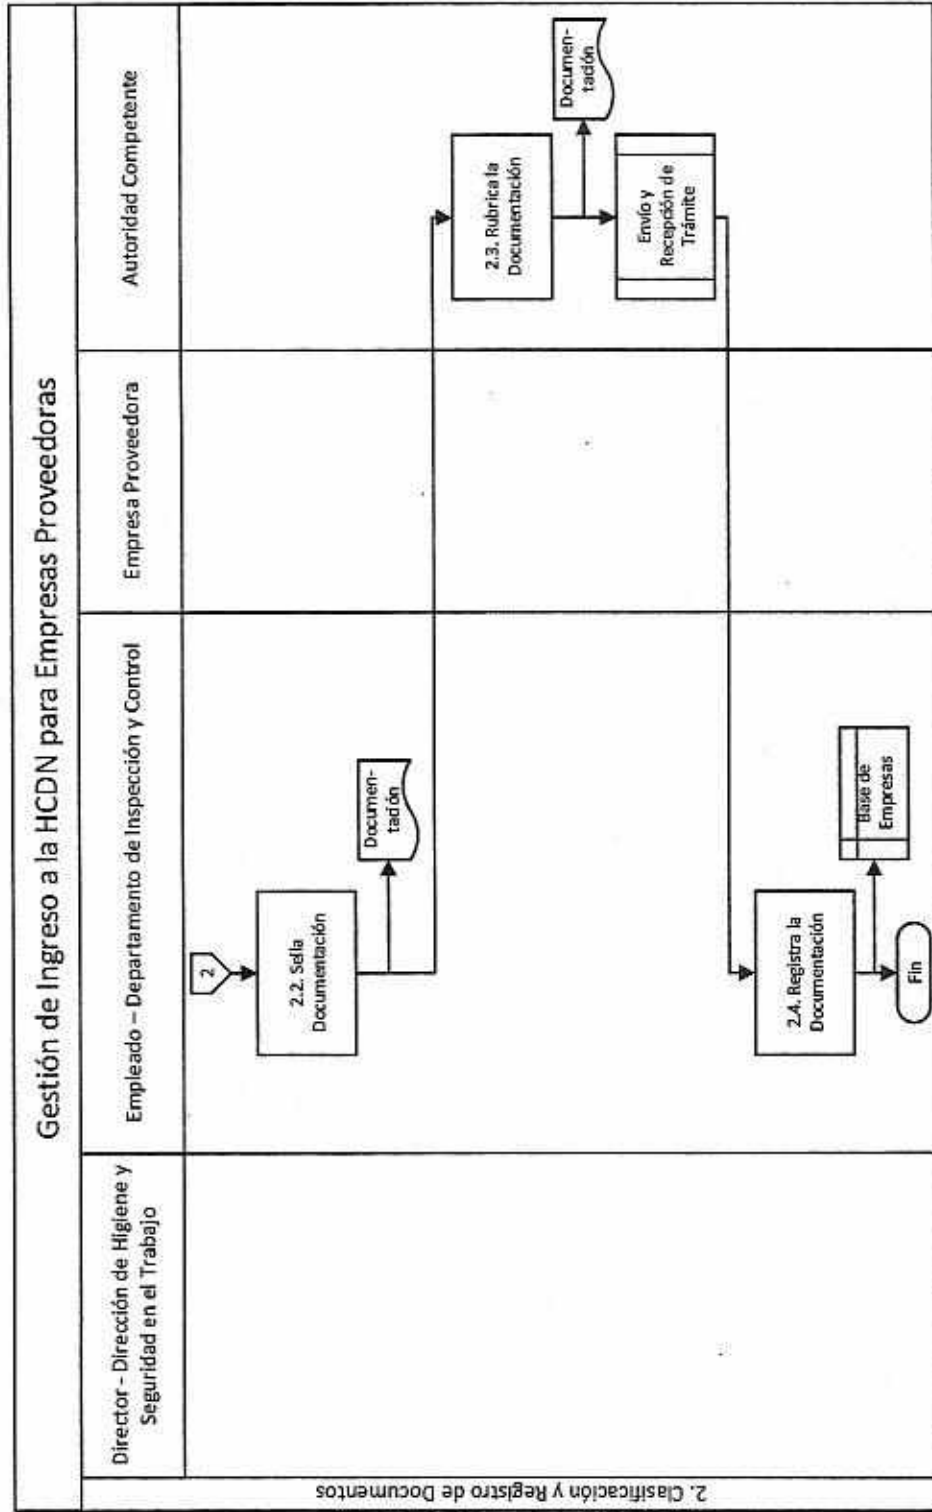 Gestión de Ingreso a la HCDN para Empresas Proveedoras
Director - Dirección de Higiene y
Seguridad en el Trabajo
Empleado – Departamento de Inspección y Control
Empresa Proveedora
Autoridad Competente
2. Clasificación y Registro de Documentos
2
2.2. Sella
Documentación
Documen-
tación
2.3. Rubrica la
Documentación
Documen-
tación
Envío y
Recepción de
Trámite
2.4. Registra la
Documentación
Base de
Empresas
Fin